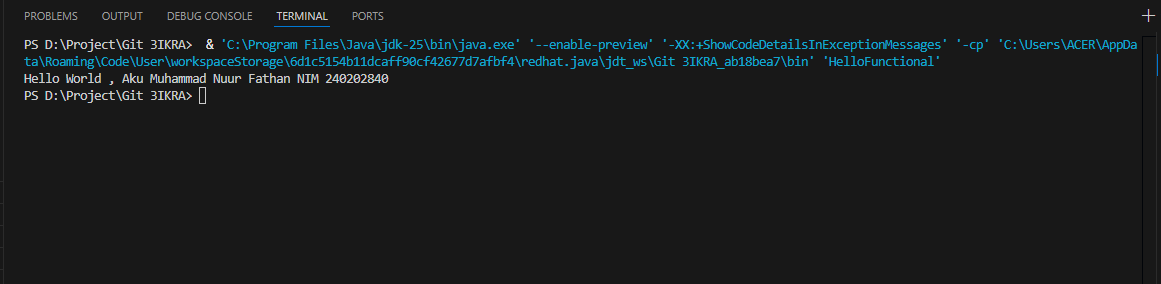 PROBLEMS OUTPUT DEBUG CONSOLE TERMINAL PORTS
PS D:\Project\Git 3IKRA>  & 'C:\Program Files\Java\jdk-25\bin\java.exe' '--enable-preview' '-XX:+ShowCodeDetailsInExceptionMessages' '-cp' 'C:\Users\ACER\AppDa
ta\Roaming\Code\User\workspaceStorage\6d1c5154b11dcaff90cf42677d7afbf4\redhat.java\jdt_ws\Git 3IKRA_ab18bea7\bin' 'HelloFunctional'
Hello World , Aku Muhammad Nuur Fathan NIM 240202840
PS D:\Project\Git 3IKRA>